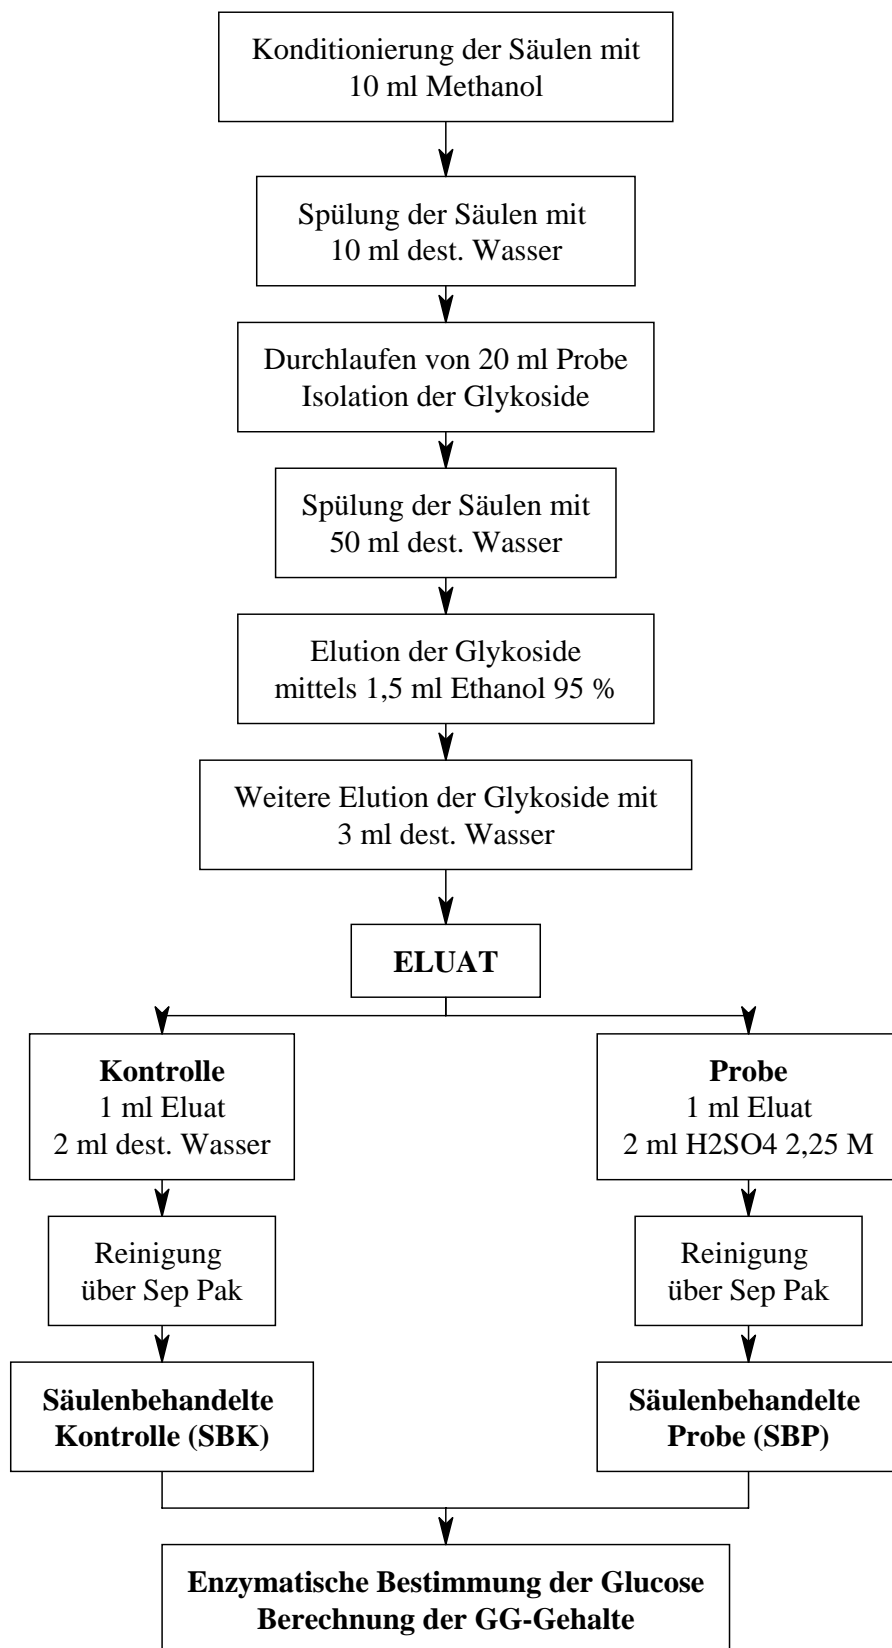 Konditionierung der Säulen mit
10 ml Methanol
Spülung der Säulen mit
10 ml dest. Wasser
Durchlaufen von 20 ml Probe
Isolation der Glykoside
Spülung der Säulen mit
50 ml dest. Wasser
Elution der Glykoside
mittels 1,5 ml Ethanol 95 %
Weitere Elution der Glykoside mit
3 ml dest. Wasser
ELUAT
Kontrolle
1 ml Eluat
2 ml dest. Wasser
Probe
1 ml Eluat
2 ml H2SO4 2,25 M
Reinigung
über Sep Pak
Reinigung
über Sep Pak
Säulenbehandelte
Kontrolle (SBK)
Säulenbehandelte
Probe (SBP)
Enzymatische Bestimmung der Glucose
Berechnung der GG-Gehalte